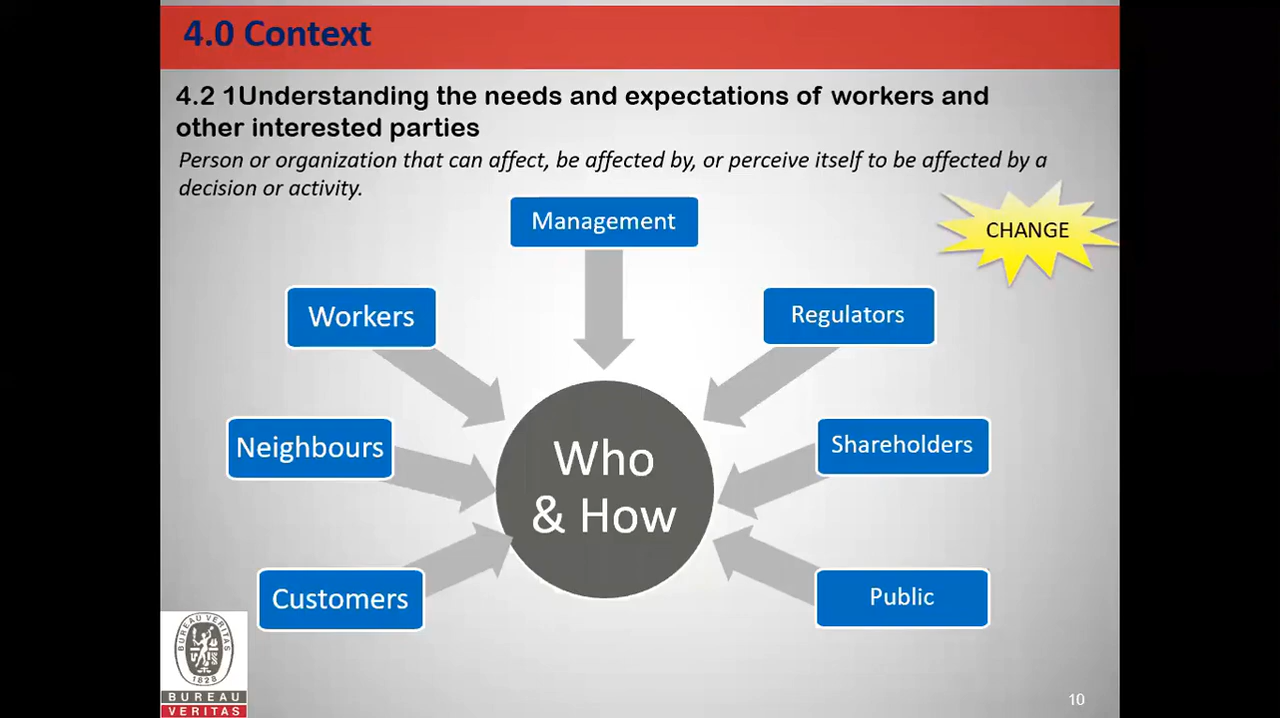 4.0 Context
4.2 1Understanding the needs and expectations of workers and
other interested parties
Person or organization that can affect, be affected by, or perceive itself to be affected by a
decision or activity.
Management
CHANGE
Workers
Regulators
Neighbours
Shareholders
Who
& How
Customers
Public
BUREAU VERITAS
1828
BUREAU
VERITAS
10